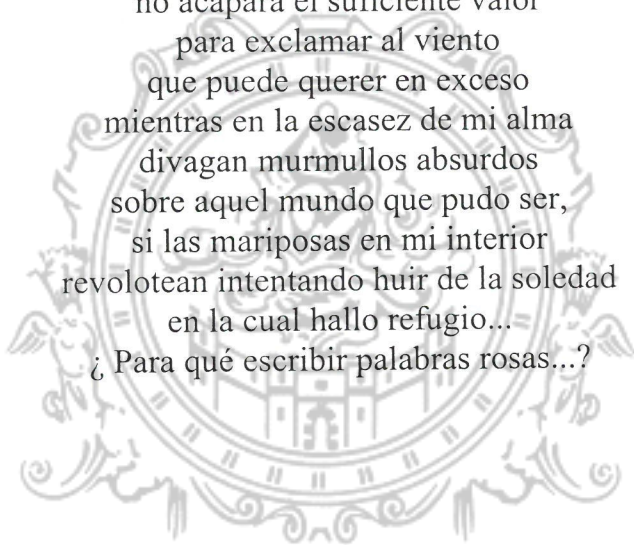 no acapara el suficiente valor
para exclamar al viento
que puede querer en exceso
mientras en la escasez de mi alma
divagan murmullos absurdos
sobre aquel mundo que pudo ser,
si las mariposas en mi interior
revolotean intentando huir de la soledad
en la cual hallo refugio...
¿ Para qué escribir palabras rosas...?